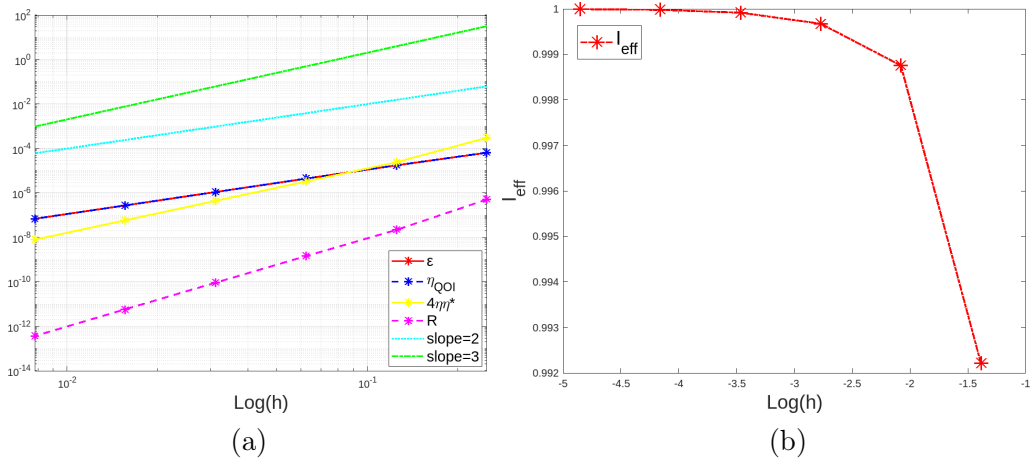 10^2
10^0
10^-2
10^-4
10^-6
10^-8
10^-10
10^-12
10^-14
10^-2
10^-1
Log(h)
ε
η_QOI
4ηη*
R
slope=2
slope=3
(a)
1
0.999
0.998
0.997
0.996
0.995
0.994
0.993
0.992
I_eff
I_eff
-5
-4.5
-4
-3.5
-3
-2.5
-2
-1.5
-1
Log(h)
(b)